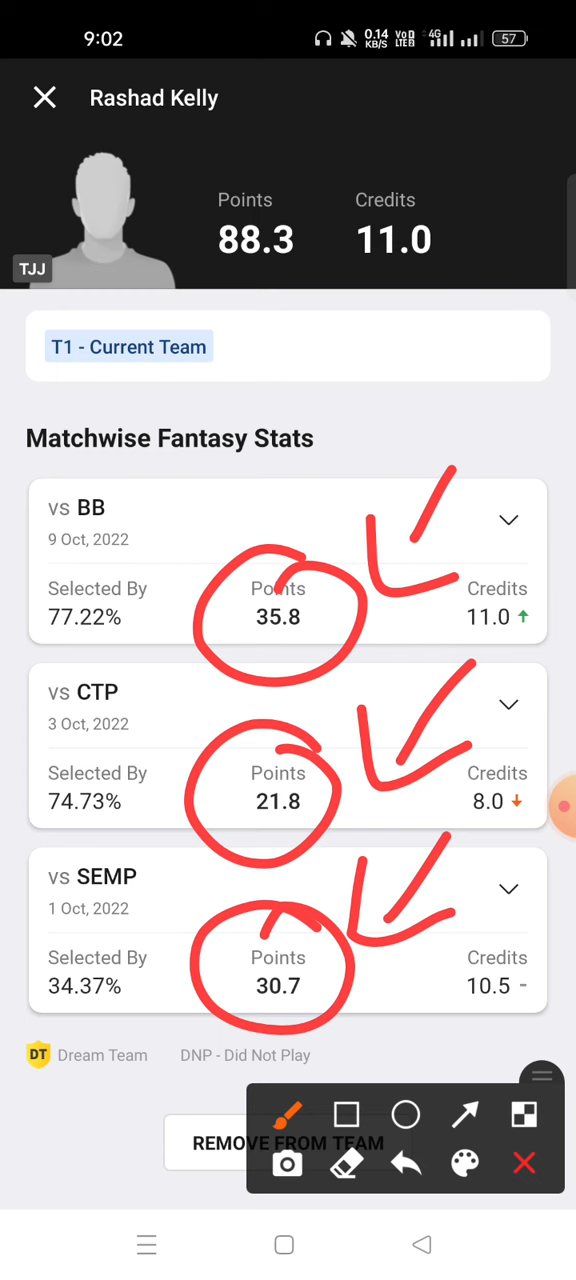 9:02 0.14 KB/S VoD LTE 4G 57
Rashad Kelly
Points Credits
88.3 11.0
TJJ
T1 - Current Team
Matchwise Fantasy Stats
vs BB
9 Oct, 2022
Selected By Points Credits
77.22% 35.8 11.0
vs CTP
3 Oct, 2022
Selected By Points Credits
74.73% 21.8 8.0
vs SEMP
1 Oct, 2022
Selected By Points Credits
34.37% 30.7 10.5 -
DT Dream Team DNP - Did Not Play
REMOVE FROM TEAM